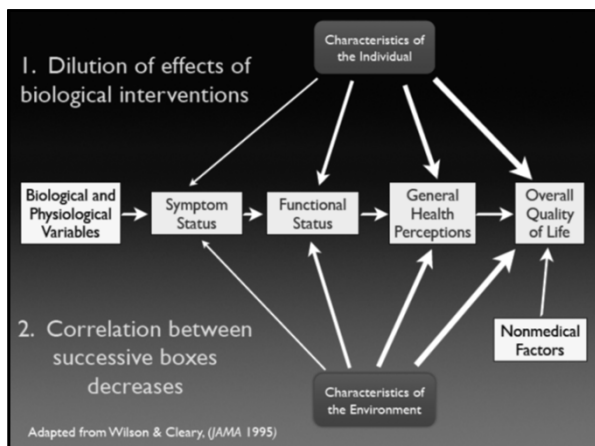 Characteristics of
the Individual
1. Dilution of effects of
biological interventions
Biological and
Physiological
Variables
Symptom
Status
Functional
Status
General
Health
Perceptions
Overall
Quality
of Life
2. Correlation between
successive boxes
decreases
Nonmedical
Factors
Characteristics of
the Environment
Adapted from Wilson & Cleary, (JAMA 1995)